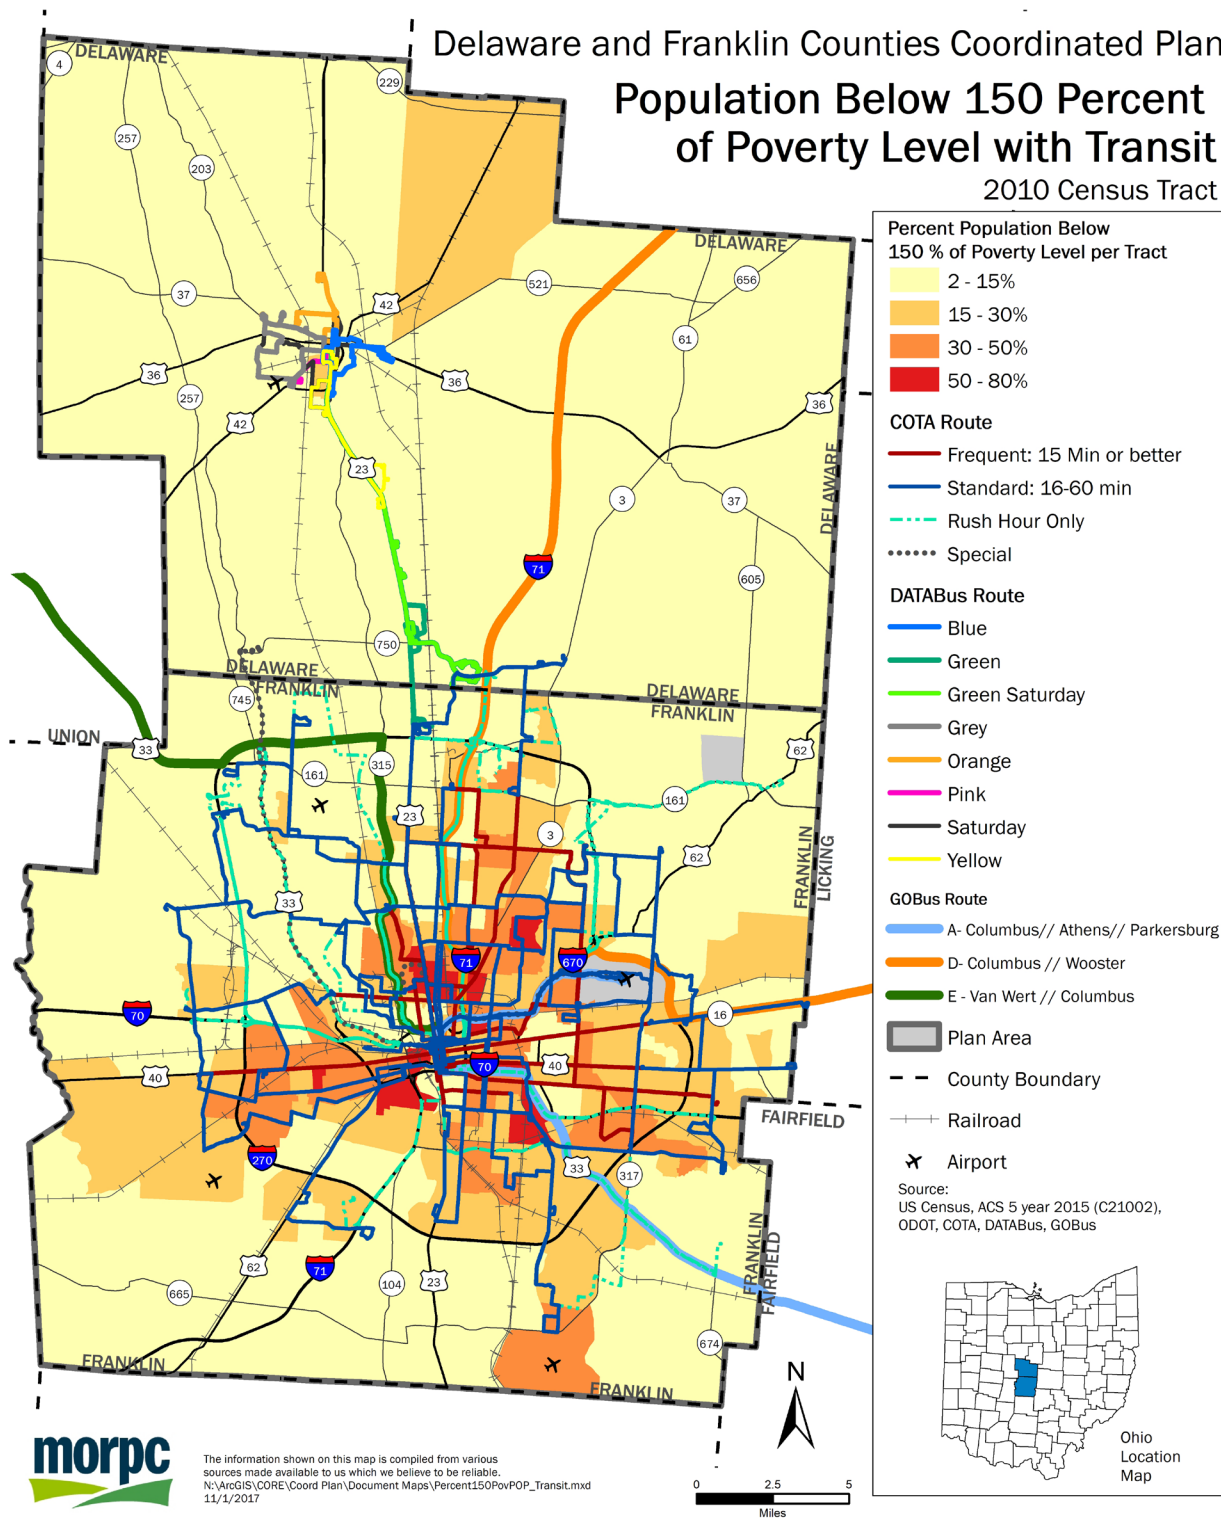 Delaware and Franklin Counties Coordinated Plan
Population Below 150 Percent
of Poverty Level with Transit
2010 Census Tract
Percent Population Below
150 % of Poverty Level per Tract
2 - 15%
15 - 30%
30 - 50%
50 - 80%
COTA Route
Frequent: 15 Min or better
Standard: 16-60 min
Rush Hour Only
Special
DATABus Route
Blue
Green
Green Saturday
Grey
Orange
Pink
Saturday
Yellow
GOBus Route
A- Columbus// Athens// Parkersburg
D- Columbus // Wooster
E - Van Wert // Columbus
Plan Area
County Boundary
Railroad
Airport
Source:
US Census, ACS 5 year 2015 (C21002),
ODOT, COTA, DATABus, GOBus
Ohio
Location
Map
DELAWARE
4
229
257
203
DELAWARE
656
37
42
521
61
36
257
36
36
42
23
3
37
DELAWARE
71
605
750
DELAWARE
FRANKLIN
745
DELAWARE
FRANKLIN
UNION
33
62
315
161
161
23
3
62
FRANKLIN
LICKING
33
71
670
70
16
70
40
40
FAIRFIELD
270
33
317
FRANKLIN
FAIRFIELD
62
71
104
23
665
674
FRANKLIN
FRANKLIN
N
0
2.5
5
Miles
morpc
The information shown on this map is compiled from various
sources made available to us which we believe to be reliable.
N:\ArcGIS\CORE\Coord Plan\Document Maps\Percent150PovPOP_Transit.mxd
11/1/2017